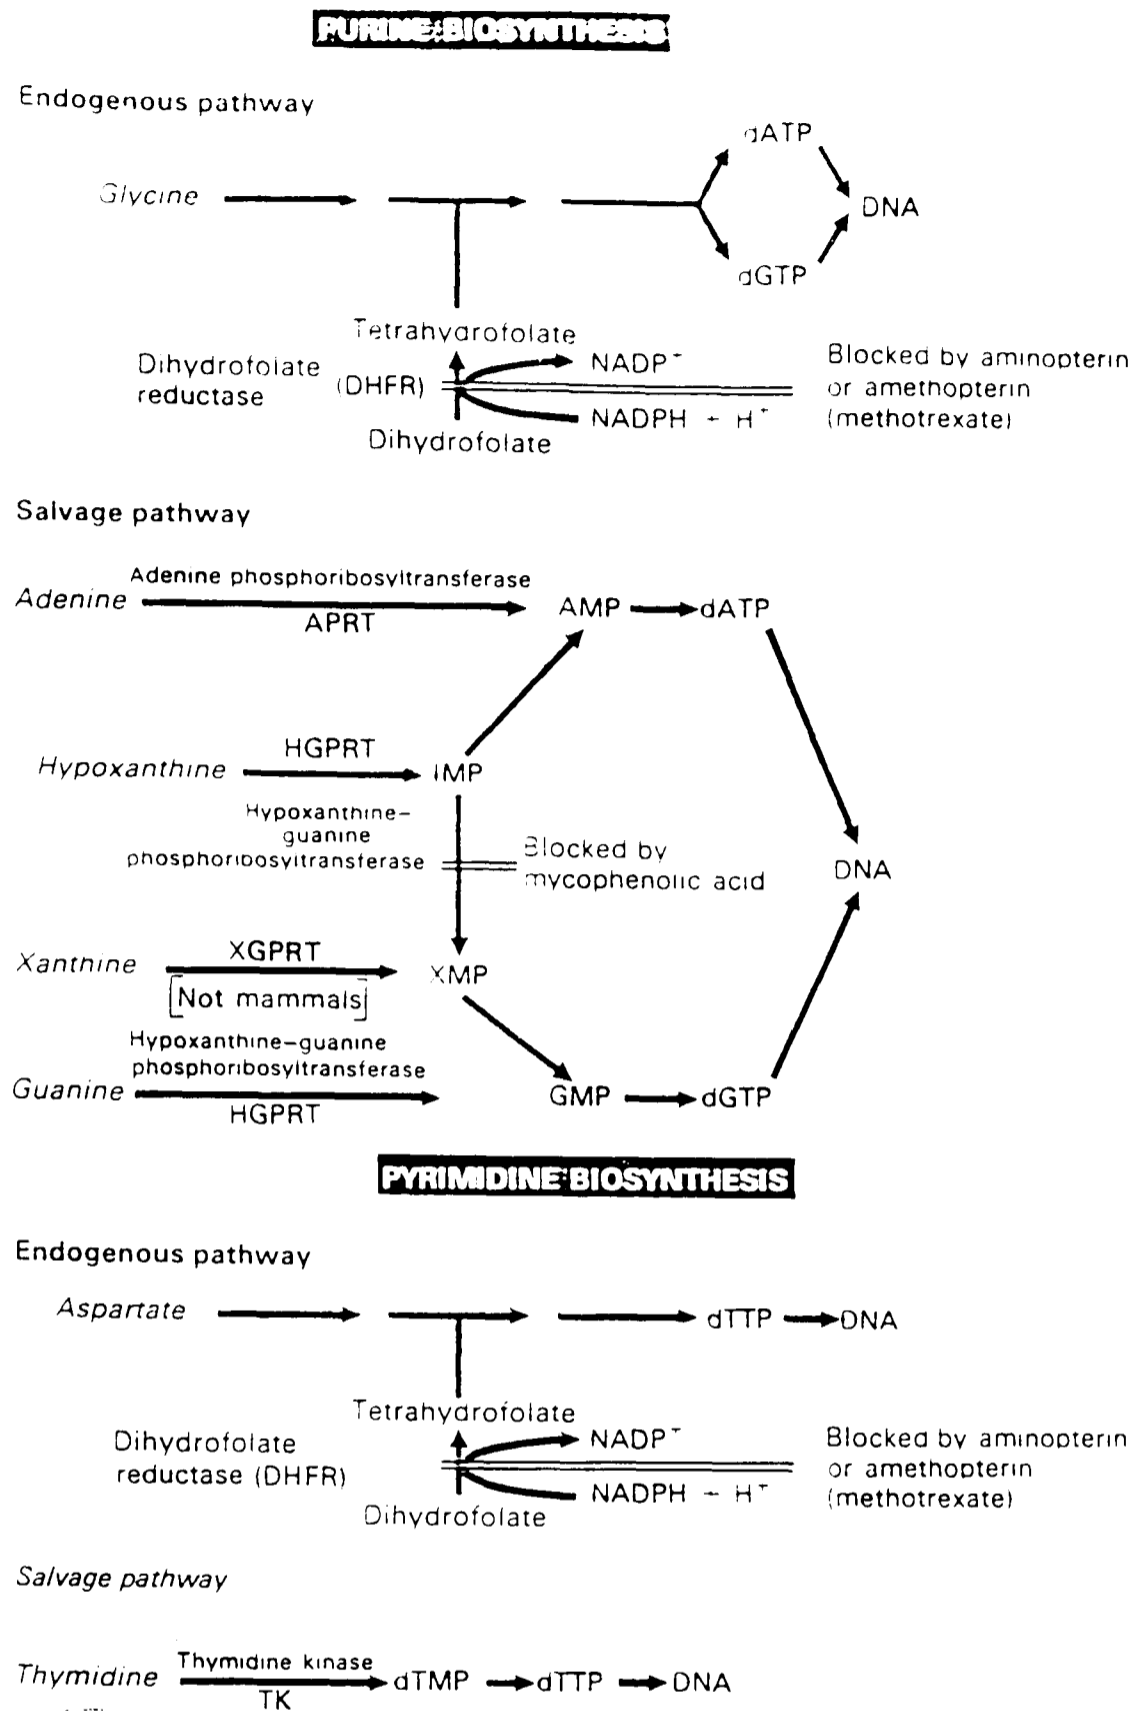 PURINE BIOSYNTHESIS
Endogenous pathway
Glycine
dATP
DNA
dGTP
Tetrahydrofolate
Dihydrofolate
reductase
(DHFR)
NADP+
NADPH + H+
Dihydrofolate
Blocked by aminopterin
or amethopterin
(methotrexate)
Salvage pathway
Adenine phosphoribosyltransferase
Adenine
APRT
AMP
dATP
HGPRT
Hypoxanthine
IMP
Hypoxanthine-
guanine
phosphoribosyltransferase
Blocked by
mycophenolic acid
DNA
XGPRT
Xanthine
XMP
[Not mammals]
Hypoxanthine-guanine
phosphoribosyltransferase
Guanine
HGPRT
GMP
dGTP
PYRIMIDINE BIOSYNTHESIS
Endogenous pathway
Aspartate
dTTP
DNA
Tetrahydrofolate
Dihydrofolate
reductase (DHFR)
NADP+
NADPH + H+
Dihydrofolate
Blocked by aminopterin
or amethopterin
(methotrexate)
Salvage pathway
Thymidine kinase
Thymidine
dTMP
dTTP
DNA
TK